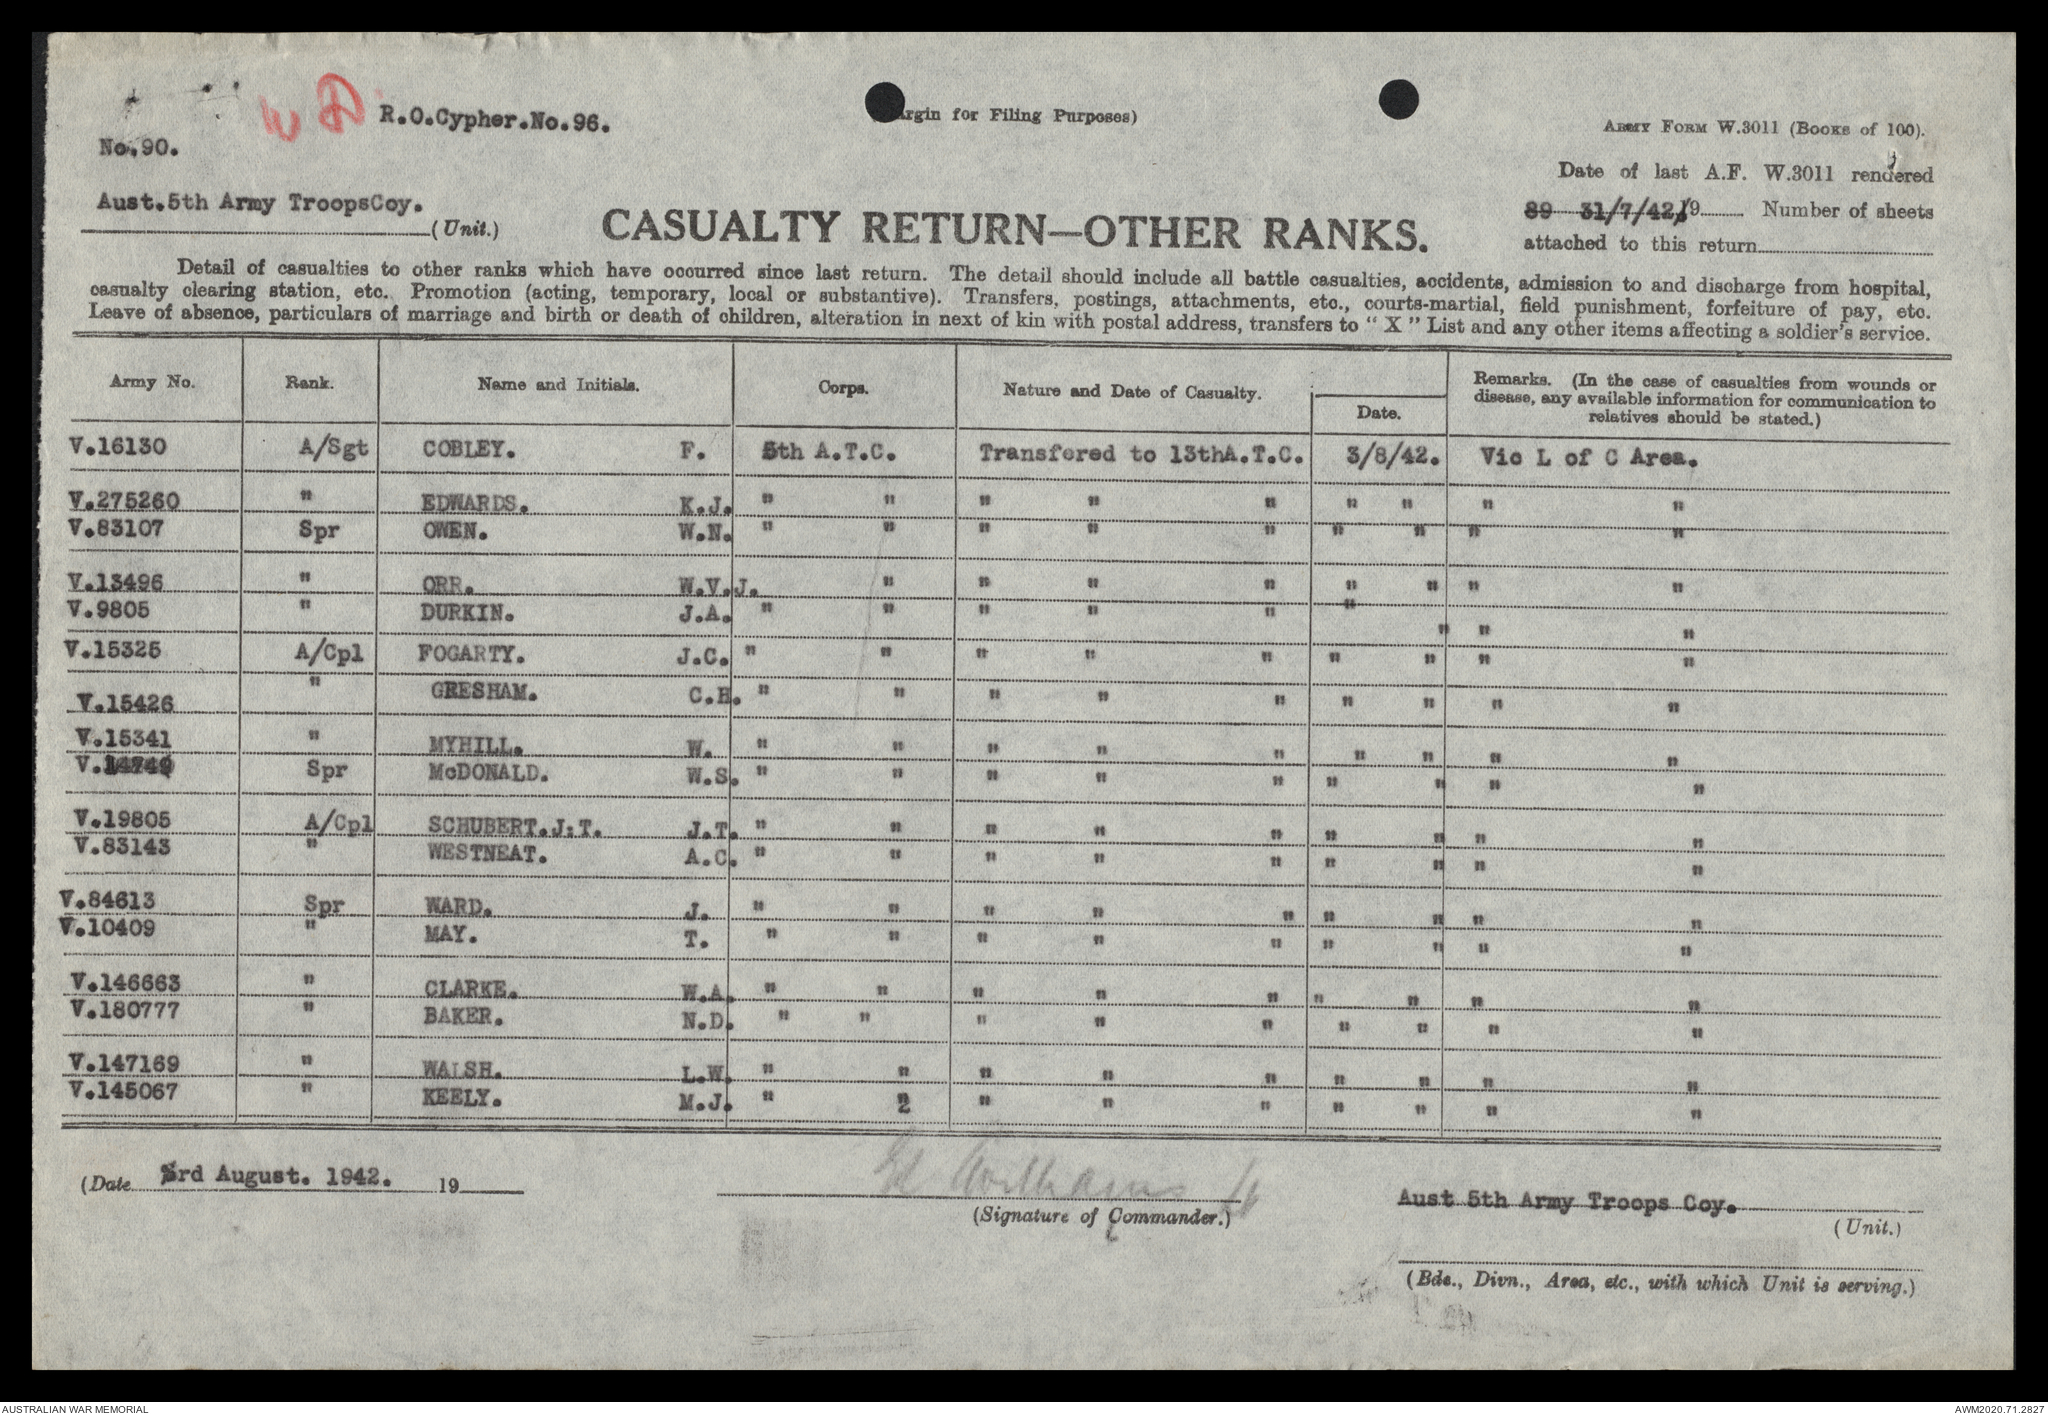 R.O.Cypher.No.96.
(Margin for Filing Purposes)
ARMY FORM W.3011 (BOOKS OF 100).
No.90.
Date of last A.F. W.3011 rendered
Aust.5th Army TroopsCoy.
(Unit.)
CASUALTY RETURN—OTHER RANKS.
89 31/7/42 19 Number of sheets
attached to this return
Detail of casualties to other ranks which have occurred since last return. The detail should include all battle casualties, accidents, admission to and discharge from hospital,
casualty clearing station, etc. Promotion (acting, temporary, local or substantive). Transfers, postings, attachments, etc., courts-martial, field punishment, forfeiture of pay, etc.
Leave of absence, particulars of marriage and birth or death of children, alteration in next of kin with postal address, transfers to “ X ” List and any other items affecting a soldier's service.
Army No. Rank. Name and Initials. Corps. Nature and Date of Casualty. Date. Remarks. (In the case of casualties from wounds or
disease, any available information for communication to
relatives should be stated.)
V.16130 A/Sgt COBLEY. F. 5th A.T.C. Transfered to 13thA.T.C. 3/8/42. Vic L of C Area.
V.275260 " EDWARDS. K.J. " " " " " " " " "
V.83107 Spr OWEN. W.N. " " " " " " " " "
V.13496 " ORR. W.V.J. " " " " " " " "
V.9805 " DURKIN. J.A. " " " " " " " " "
V.15325 A/Cpl FOGARTY. J.C. " " " " " " " " "
V.15426 " GRESHAM. C.H. " " " " " " " " "
V.15341 " MYHILL. W. " " " " " " " " "
V. Spr McDONALD. W.S. " " " " " " " " "
V.19805 A/Cpl SCHUBERT.J:T. J.T. " " " " " " " " "
V.83143 " WESTNEAT. A.C. " " " " " " " " "
V.84613 Spr WARD. J. " " " " " " " " "
V.10409 " MAY. T. " " " " " " " " "
V.146663 " CLARKE. W.A. " " " " " " " " "
V.180777 " BAKER. N.D. " " " " " " " " "
V.147169 " WALSH. L.W. " " " " " " " " "
V.145067 " KEELY. M.J. " " 2 " " " " " " "
(Date 3rd August. 1942. 19
Williams Lt
(Signature of Commander.)
Aust 5th Army Troops Coy.
(Unit.)
(Bde., Divn., Area, etc., with which Unit is serving.)
AUSTRALIAN WAR MEMORIAL
AWM2020.71.2827